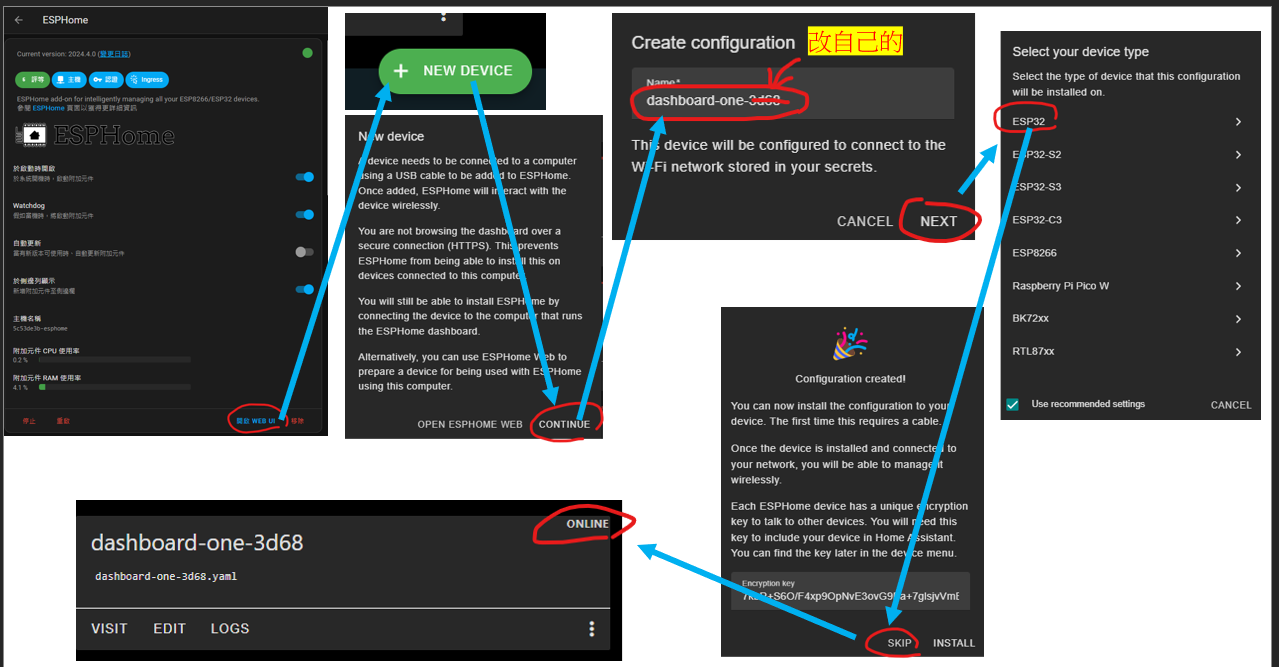 ESPHome
Current version: 2024.4.0 (變更日誌)
6 評等 主機 認證 Ingress
ESPHome add-on for intelligently managing all your ESP8266/ESP32 devices.
參閱 ESPHome 頁面以獲得更詳細資訊
ESPHome
於啟動時開啟
於系統開機時、啟動附加元件
Watchdog
假如當機時、將啟動附加元件
自動更新
當有新版本可使用時、自動更新附加元件
於側邊列顯示
新增附加元件至側邊欄
主機名稱
5c53de3b-esphome
附加元件 CPU 使用率
0.2 %
附加元件 RAM 使用率
4.1 %
停止 重啟 開啟 WEB UI 移除
+ NEW DEVICE
New device
A device needs to be connected to a computer
using a USB cable to be added to ESPHome.
Once added, ESPHome will interact with the
device wirelessly.
You are not browsing the dashboard over a
secure connection (HTTPS). This prevents
ESPHome from being able to install this on
devices connected to this computer.
You will still be able to install ESPHome by
connecting the device to the computer that runs
the ESPHome dashboard.
Alternatively, you can use ESPHome Web to
prepare a device for being used with ESPHome
using this computer.
OPEN ESPHOME WEB CONTINUE
Create configuration 改自己的
Name*
dashboard-one-3d68
This device will be configured to connect to the
Wi-Fi network stored in your secrets.
CANCEL NEXT
Select your device type
Select the type of device that this configuration
will be installed on.
ESP32
ESP32-S2
ESP32-S3
ESP32-C3
ESP8266
Raspberry Pi Pico W
BK72xx
RTL87xx
Use recommended settings CANCEL
Configuration created!
You can now install the configuration to your
device. The first time this requires a cable.
Once the device is installed and connected to
your network, you will be able to manage it
wirelessly.
Each ESPHome device has a unique encryption
key to talk to other devices. You will need this
key to include your device in Home Assistant.
You can find the key later in the device menu.
Encryption key
SKIP INSTALL
ONLINE
dashboard-one-3d68
dashboard-one-3d68.yaml
VISIT EDIT LOGS